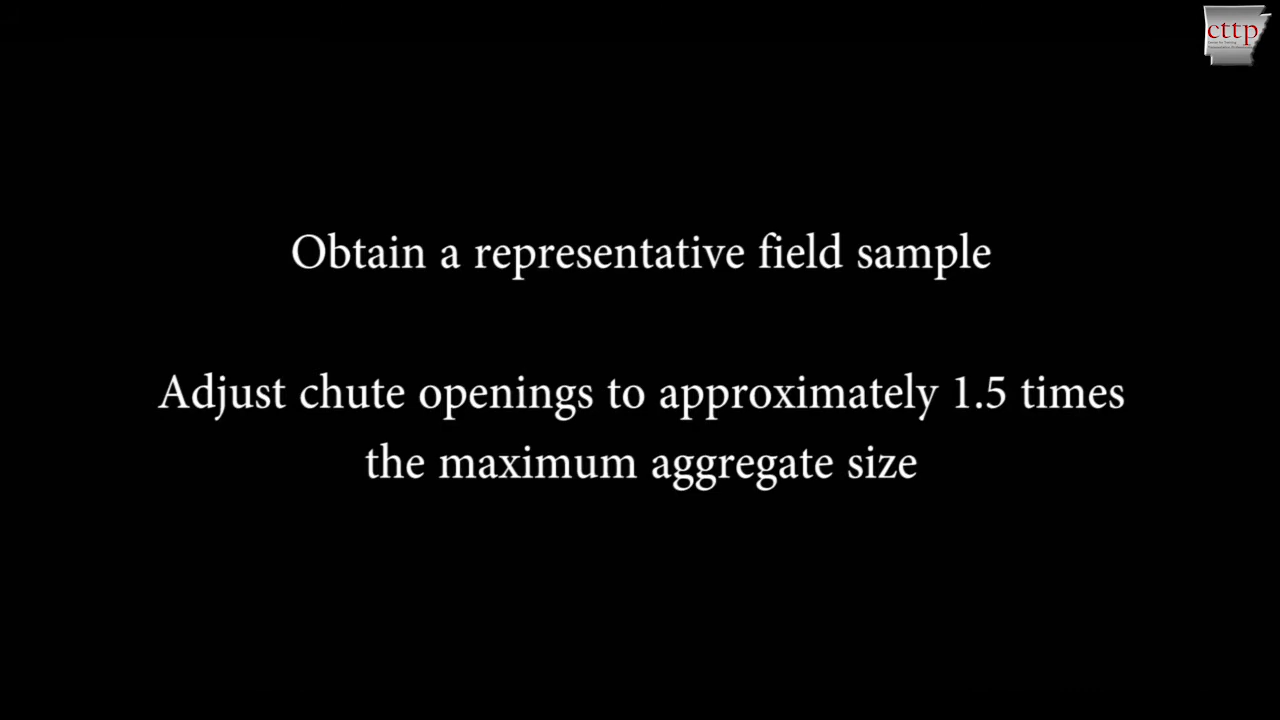 cttp
Obtain a representative field sample
Adjust chute openings to approximately 1.5 times
the maximum aggregate size